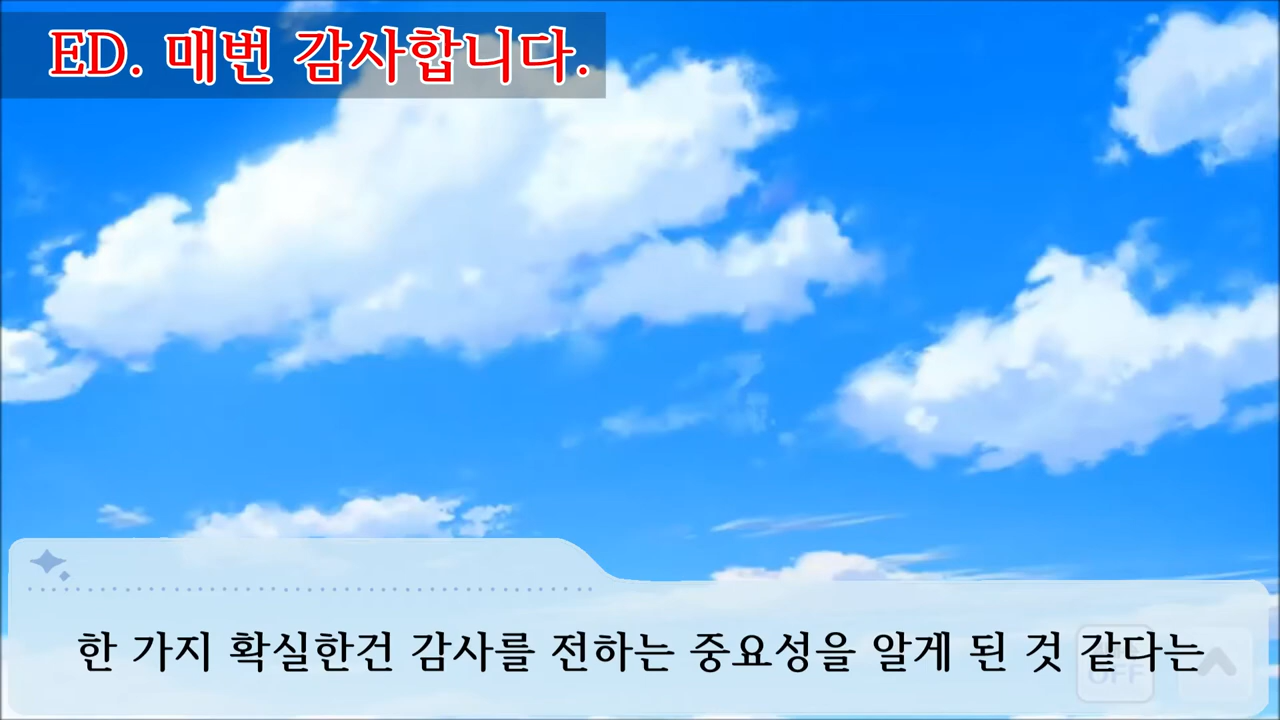 ED. 매번 감사합니다.
한 가지 확실한건 감사를 전하는 중요성을 알게 된 것 같다는
OFF